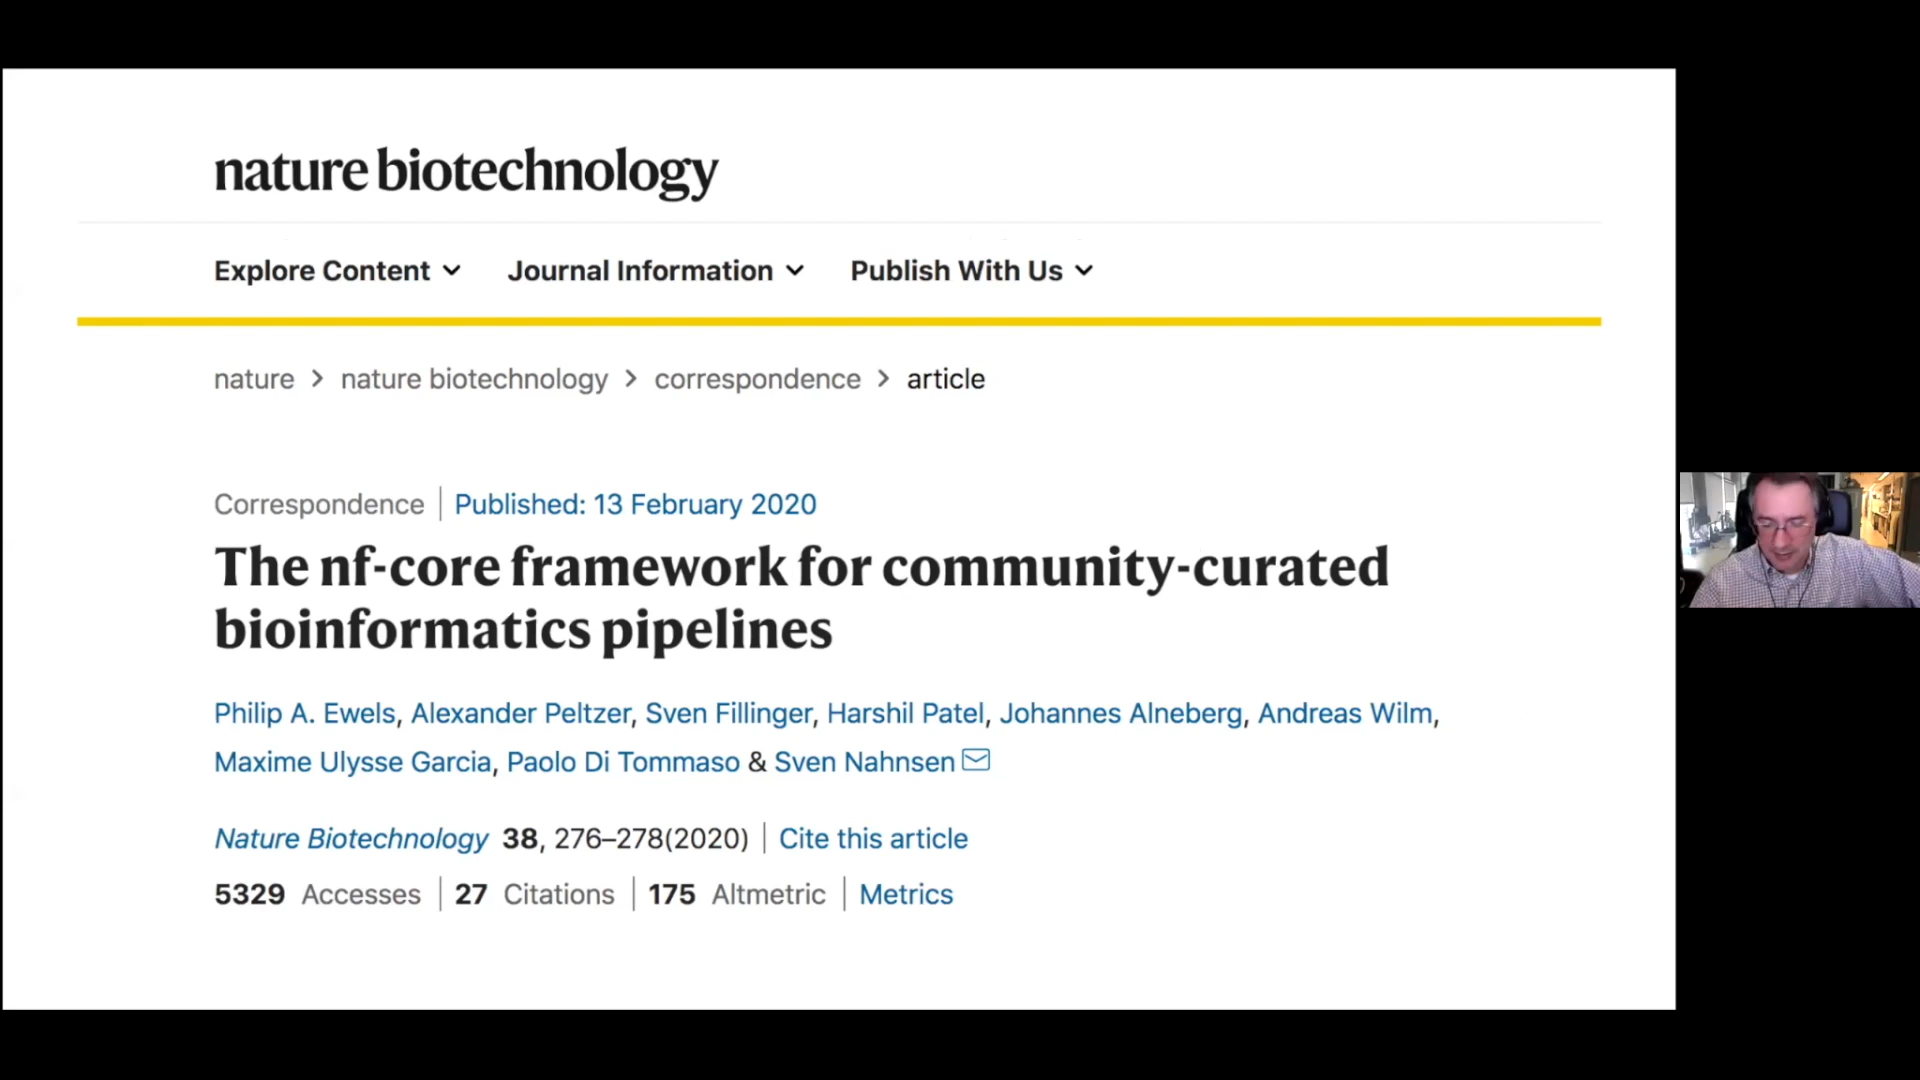 nature biotechnology
Explore Content Journal Information Publish With Us
nature > nature biotechnology > correspondence > article
Correspondence | Published: 13 February 2020
The nf-core framework for community-curated
bioinformatics pipelines
Philip A. Ewels, Alexander Peltzer, Sven Fillinger, Harshil Patel, Johannes Alneberg, Andreas Wilm,
Maxime Ulysse Garcia, Paolo Di Tommaso & Sven Nahnsen
Nature Biotechnology 38, 276–278(2020) | Cite this article
5329 Accesses | 27 Citations | 175 Altmetric | Metrics